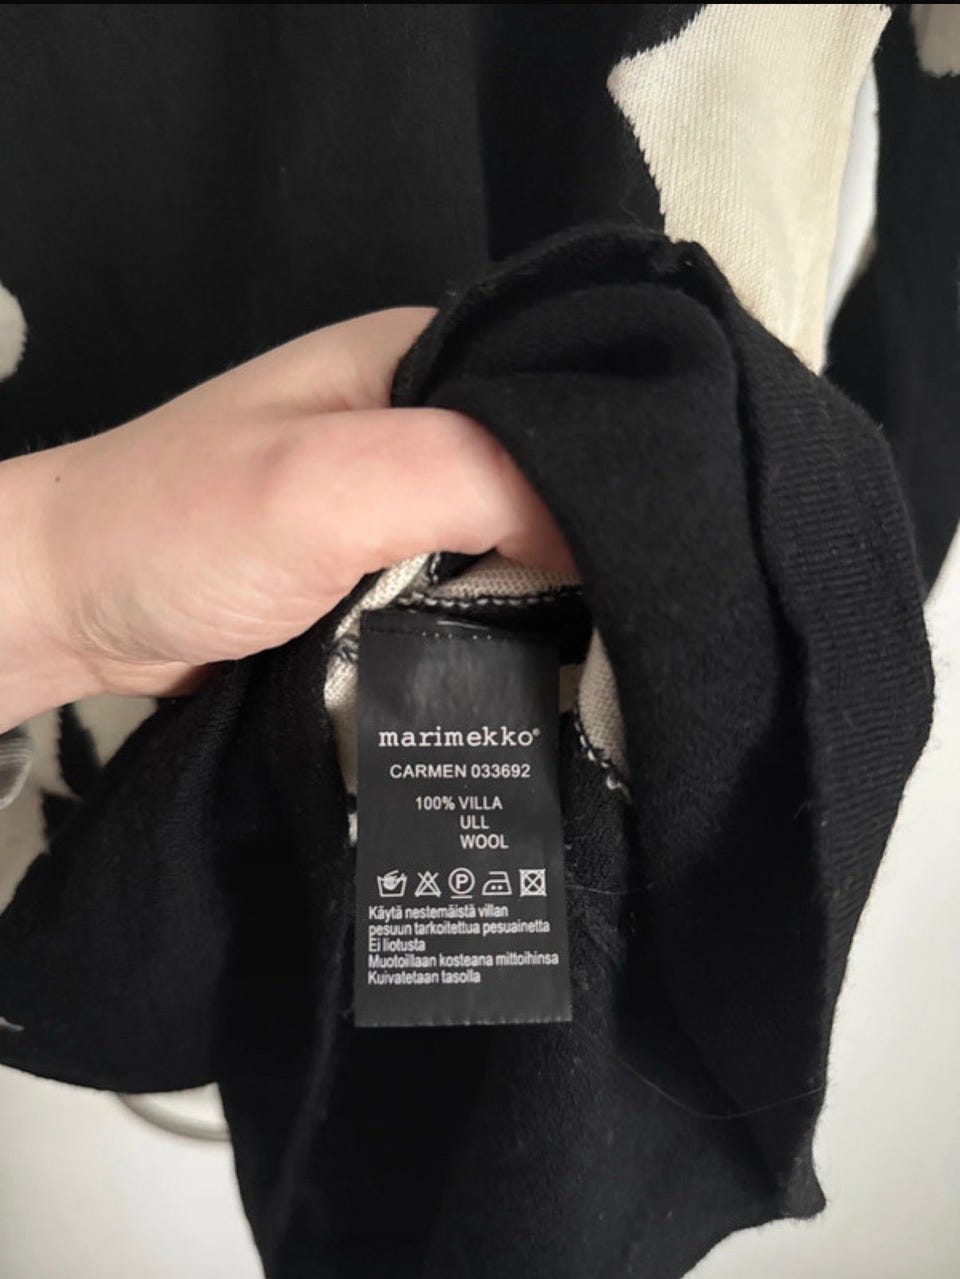 marimekko®
CARMEN 033692
100% VILLA
ULL
WOOL
P
Käytä nestemäistä villan
pesuun tarkoitettua pesuainetta
Ei liotusta
Muotoillaan kosteana mittoihinsa
Kuivatetaan tasolla